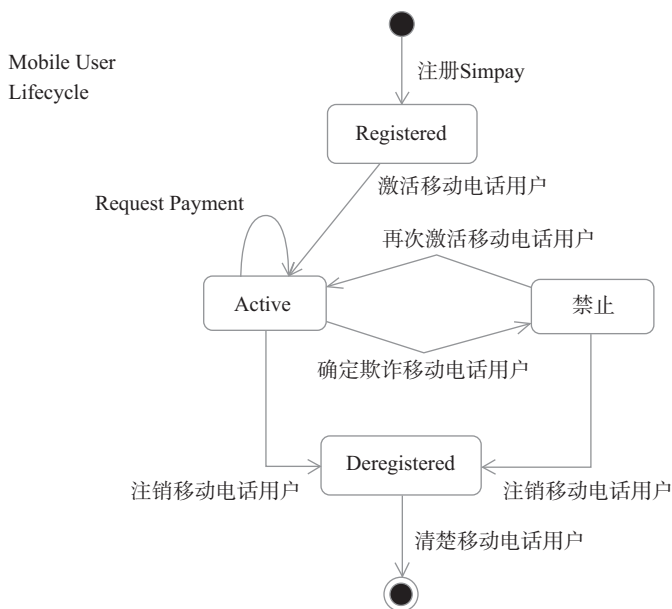 Mobile User
Lifecycle
注册Simpay
Registered
激活移动电话用户
Request Payment
再次激活移动电话用户
Active
禁止
确定欺诈移动电话用户
Deregistered
注销移动电话用户
注销移动电话用户
清楚移动电话用户